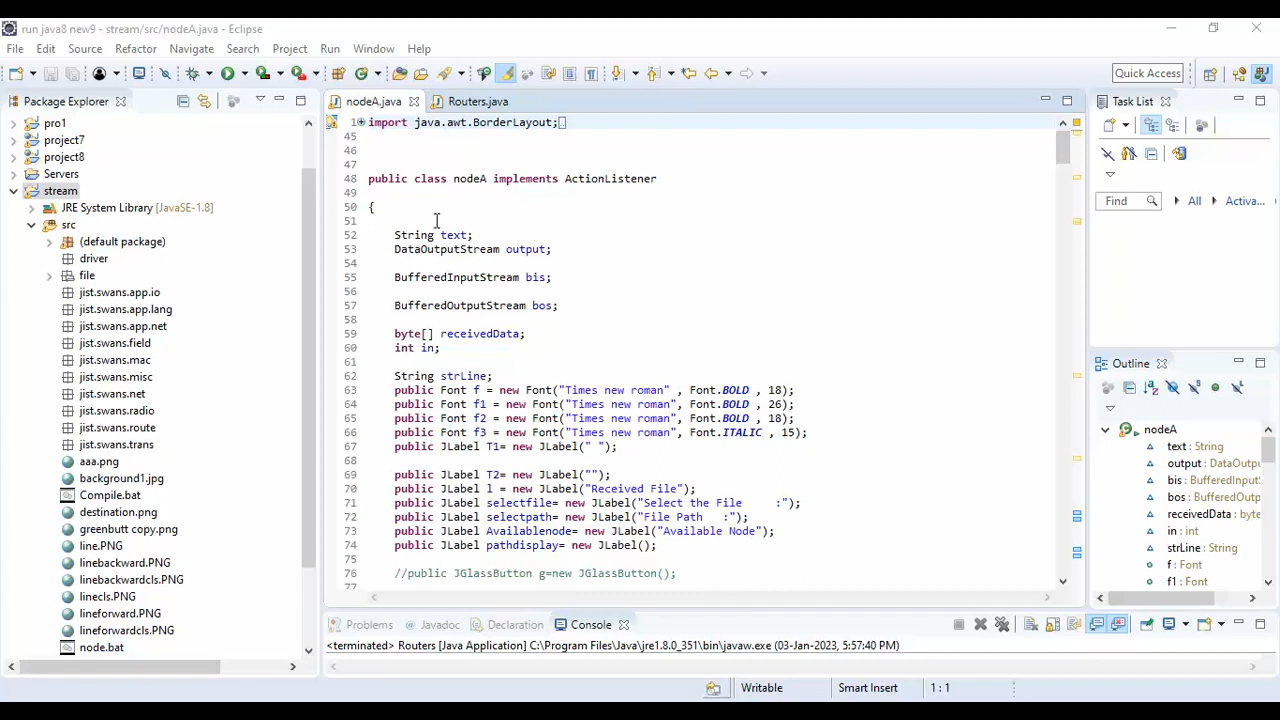 run java8 new9 - stream/src/nodeA.java - Eclipse
File Edit Source Refactor Navigate Search Project Run Window Help
Quick Access
Package Explorer
pro1
project7
project8
Servers
stream
JRE System Library [JavaSE-1.8]
src
(default package)
driver
file
jist.swans.app.io
jist.swans.app.lang
jist.swans.app.net
jist.swans.field
jist.swans.mac
jist.swans.misc
jist.swans.net
jist.swans.radio
jist.swans.route
jist.swans.trans
aaa.png
background1.jpg
Compile.bat
destination.png
greenbutt copy.png
line.PNG
linebackward.PNG
linebackwardcls.PNG
linecls.PNG
lineforward.PNG
lineforwardcls.PNG
node.bat
nodeA.java Routers.java
1 import java.awt.BorderLayout;
45
46
47
48 public class nodeA implements ActionListener
49
50 {
51
52 String text;
53 DataOutputStream output;
54
55 BufferedInputStream bis;
56
57 BufferedOutputStream bos;
58
59 byte[] receivedData;
60 int in;
61
62 String strLine;
63 public Font f = new Font("Times new roman" , Font.BOLD , 18);
64 public Font f1 = new Font("Times new roman", Font.BOLD , 26);
65 public Font f2 = new Font("Times new roman", Font.BOLD , 18);
66 public Font f3 = new Font("Times new roman", Font.ITALIC , 15);
67 public JLabel T1= new JLabel(" ");
68
69 public JLabel T2= new JLabel("");
70 public JLabel l = new JLabel("Received File");
71 public JLabel selectfile= new JLabel("Select the File     :");
72 public JLabel selectpath= new JLabel("File Path   :");
73 public JLabel Availablenode= new JLabel("Available Node");
74 public JLabel pathdisplay= new JLabel();
75
76 //public JGlassButton g=new JGlassButton();
77
Task List
Find All Activa...
Outline
nodeA
text : String
output : DataOutpu
bis : BufferedInput
bos : BufferedOutp
receivedData : byte
in : int
strLine : String
f : Font
f1 : Font
Problems Javadoc Declaration Console
<terminated> Routers [Java Application] C:\Program Files\Java\jre1.8.0_351\bin\javaw.exe (03-Jan-2023, 5:57:40 PM)
Writable Smart Insert 1 : 1